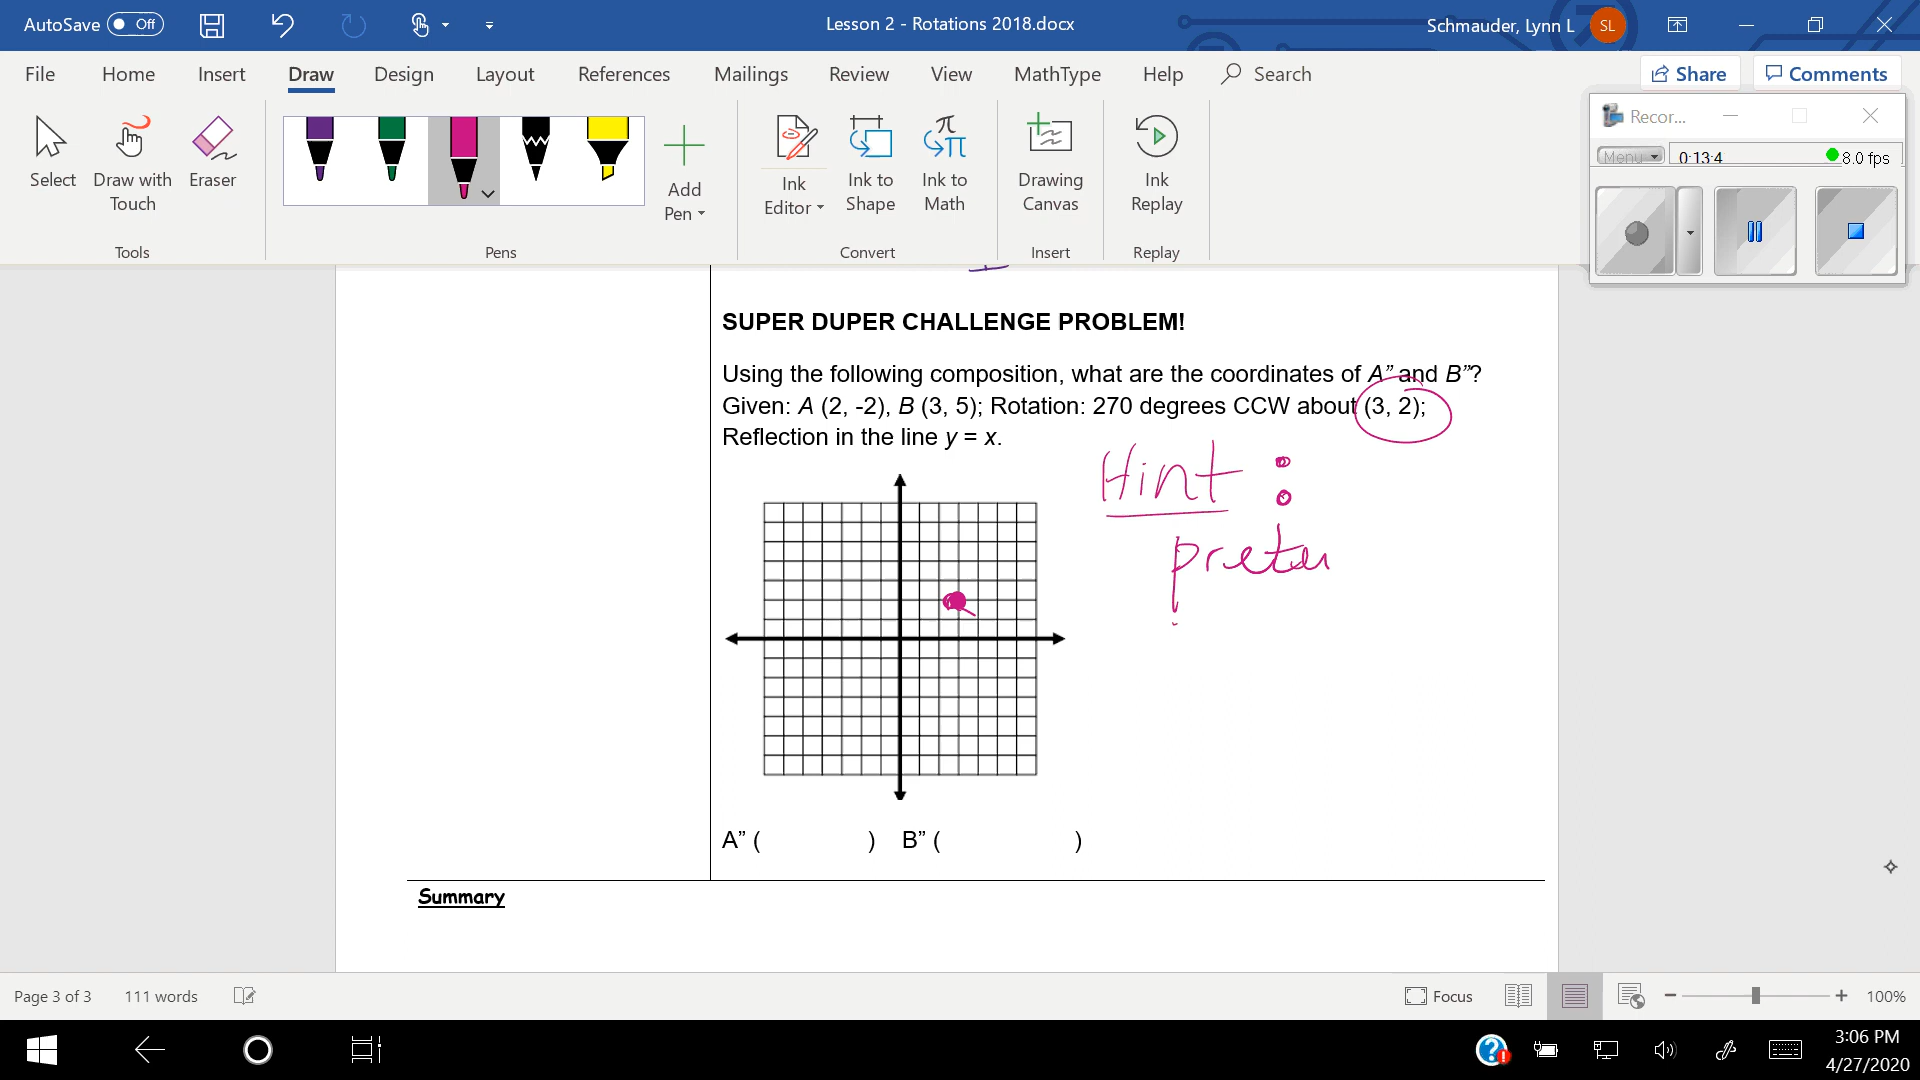 AutoSave Off
Lesson 2 - Rotations 2018.docx
Schmauder, Lynn L SL
File Home Insert Draw Design Layout References Mailings Review View MathType Help Search
Share Comments
Select
Draw with Touch
Eraser
Add Pen
Ink Editor
Ink to Shape
Ink to Math
Drawing Canvas
Ink Replay
Tools Pens Convert Insert Replay
Recor...
Menu 0:13:4 8.0 fps
SUPER DUPER CHALLENGE PROBLEM!
Using the following composition, what are the coordinates of A” and B”?
Given: A (2, -2), B (3, 5); Rotation: 270 degrees CCW about (3, 2);
Reflection in the line y = x.
Hint :
preten
A” ( ) B” ( )
Summary
Page 3 of 3 111 words
Focus 100%
3:06 PM
4/27/2020